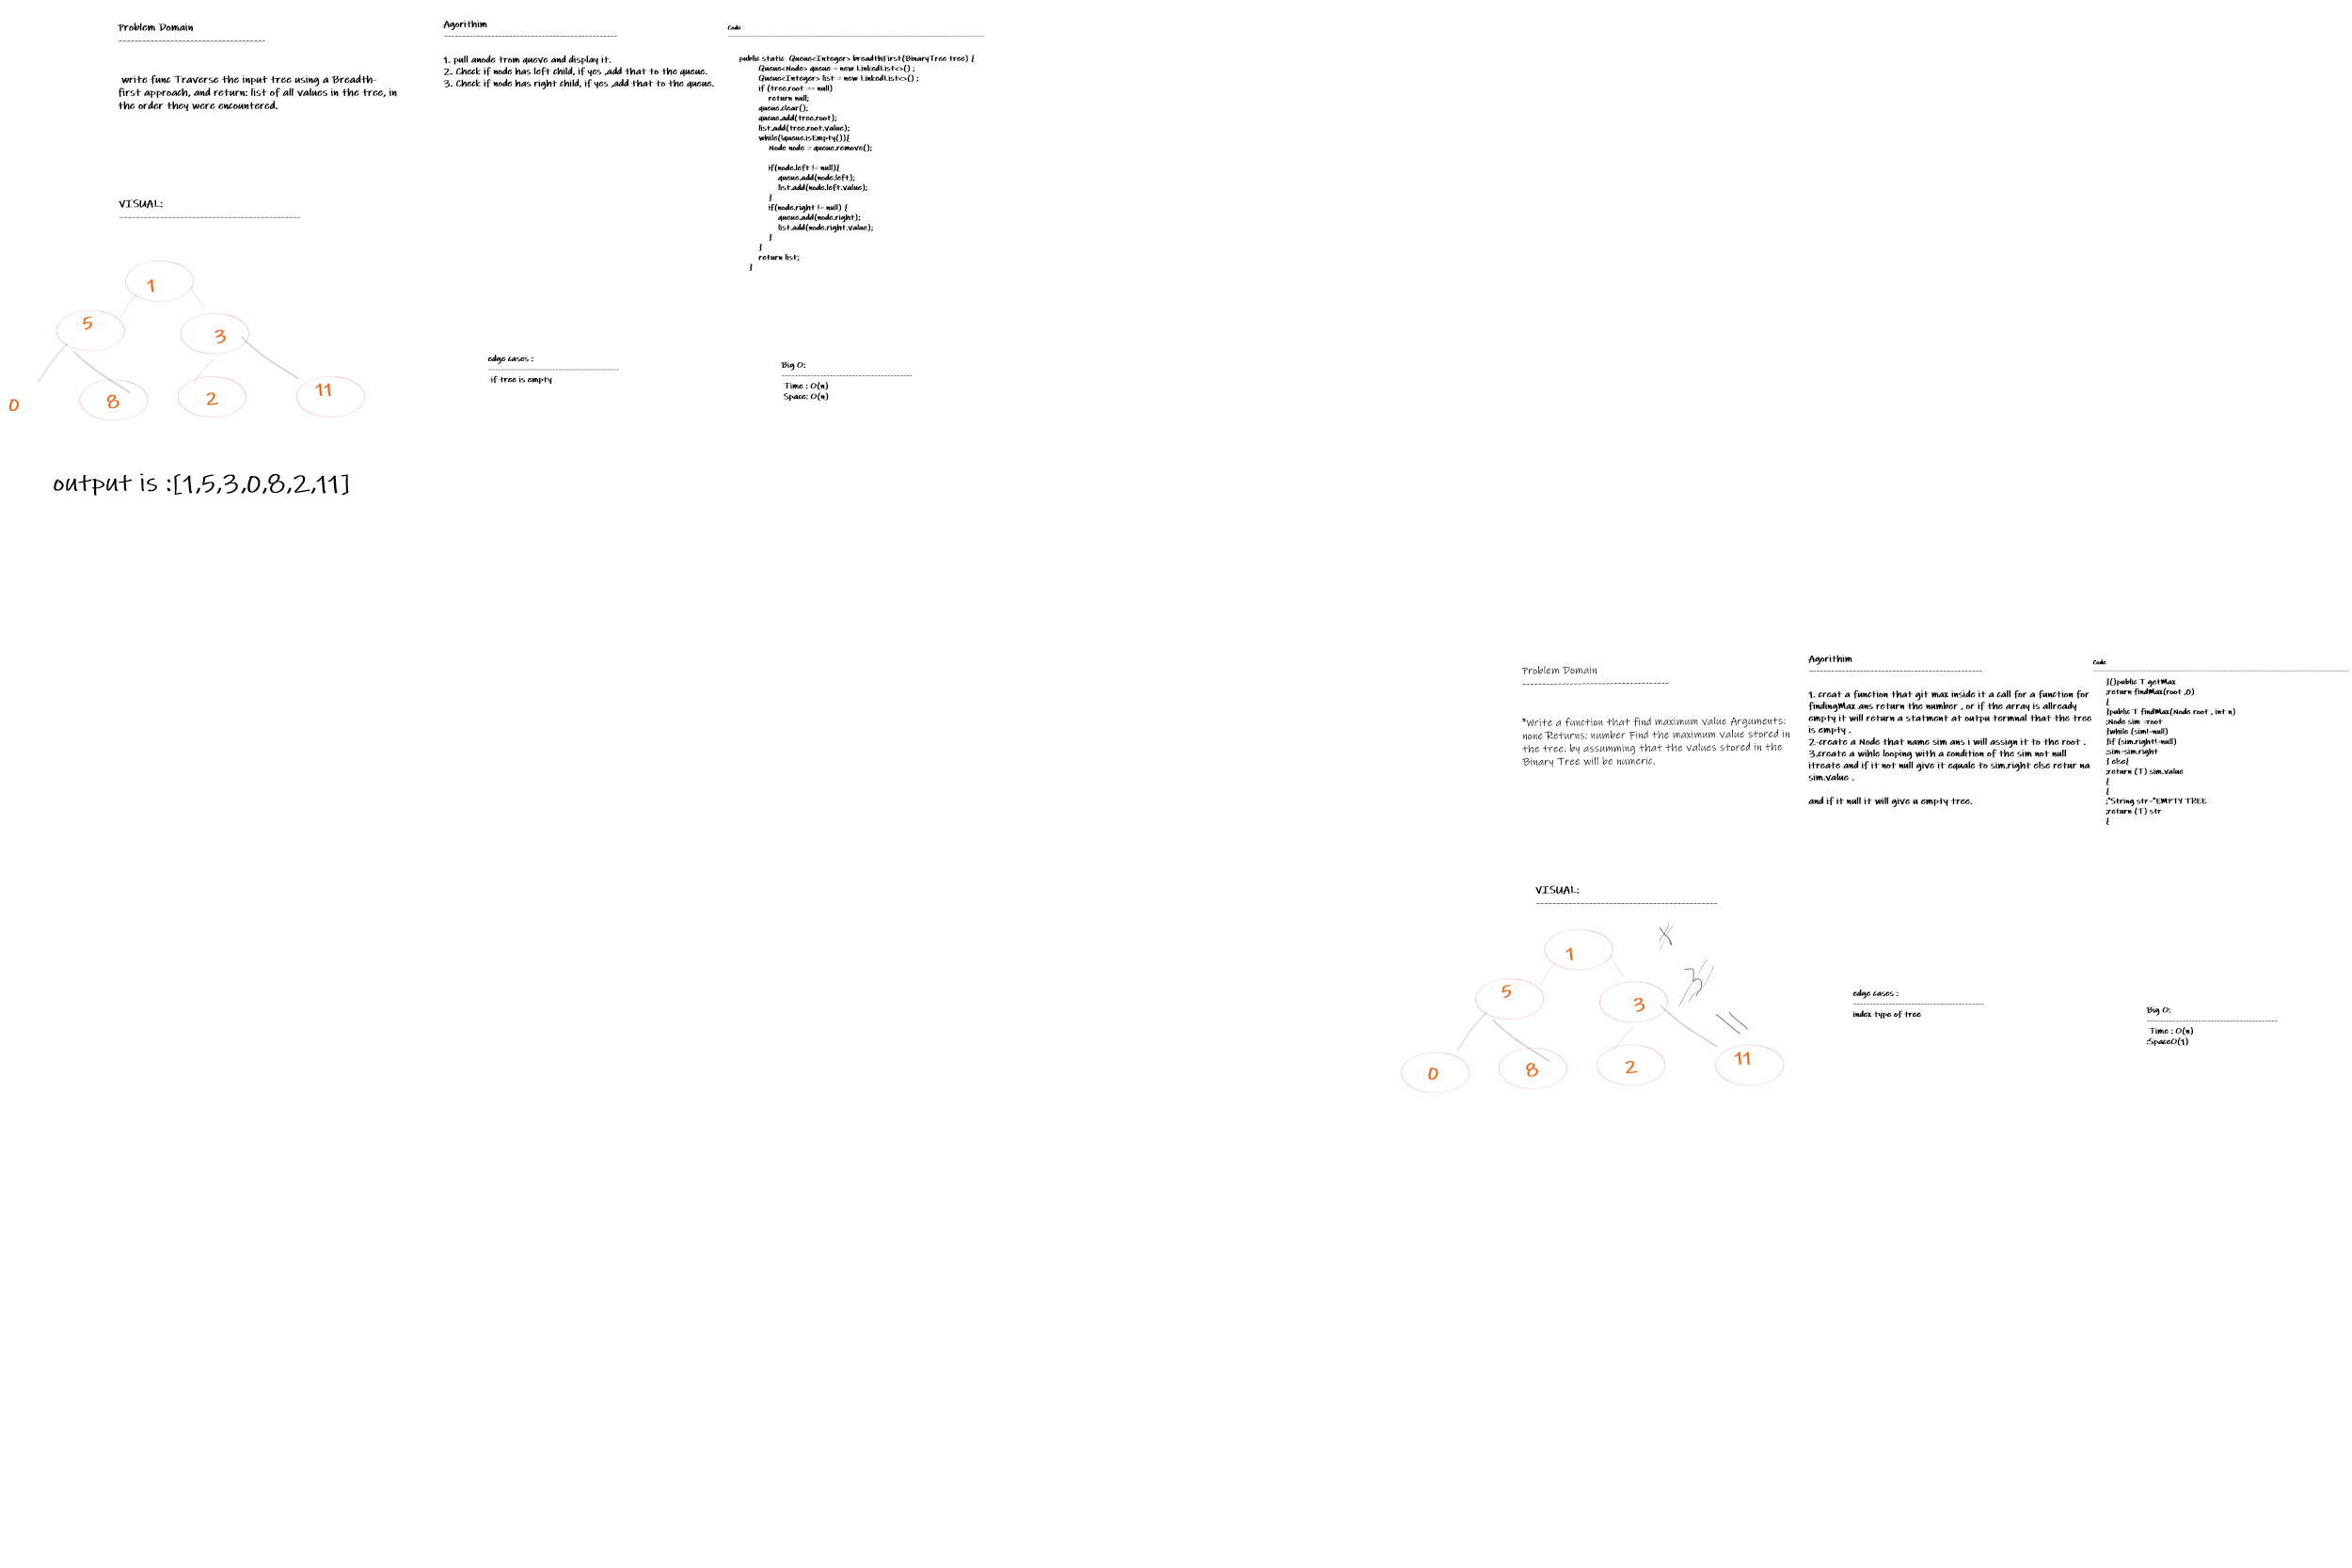 Problem Domain
-----------------------------------
write func Traverse the input tree using a Breadth-
first approach, and return: list of all values in the tree, in
the order they were encountered.
VISUAL:
-------------------------------------------
1
5
3
0
8
2
11
output is :[1,5,3,0,8,2,11]
Agorithim
-----------------------------------------
1. pull anode trom queve and display it.
2. Check if node has left child, if yes ,add that to the queue.
3. Check if node has right child, if yes ,add that to the queue.
edge cases :
---------------------------------------
-if tree is empty
Code
-----------------------------------------------------------------------------
public static Queue<Integer> breadthFirst(BinaryTree tree) {
Queue<Node> queue = new LinkedList<>() ;
Queue<Integer> list = new LinkedList<>() ;
if (tree.root == null)
return null;
queue.clear();
queue.add(tree.root);
list.add(tree.root.value);
while(!queue.isEmpty()){
Node node = queue.remove();
if(node.left != null){
queue.add(node.left);
list.add(node.left.value);
}
if(node.right != null) {
queue.add(node.right);
list.add(node.right.value);
}
}
return list;
}
Big O:
---------------------------------------
Time : O(n)
Space: O(n)
Problem Domain
-----------------------------------
"Write a function that find maximum value Arguments:
none Returns: number Find the maximum value stored in
the tree. by assumming that the values stored in the
Binary Tree will be numeric.
VISUAL:
-------------------------------------------
1
5
3
0
8
2
11
X
3
Agorithim
-----------------------------------------
1. creat a function that git max inside it a call for a function for
findingMax ans return the number , or if the array is allready
empty it will return a statment at outpu termnal that the tree
is empty .
2.-create a Node that name sim ans i will assign it to the root .
3.create a wihle looping with a condition of the sim not null
itreate and if it not null give it equale to sim.right else retur na
sim.value .
and if it null it will give u empty tree.
edge cases :
---------------------------------------
index type of tree
Code
-----------------------------------------------------------------------------
}()public T getMax
;return findMax(root ,0)
{
}public T findMax(Node root , int n)
;Node sim =root
}while (sim!=null)
}if (sim.right!=null)
;sim=sim.right
} else{
;return (T) sim.value
{
{
;"String str="EMPTY TREE
;return (T) str
{
Big O:
---------------------------------------
Time : O(n)
:SpaceO(1)